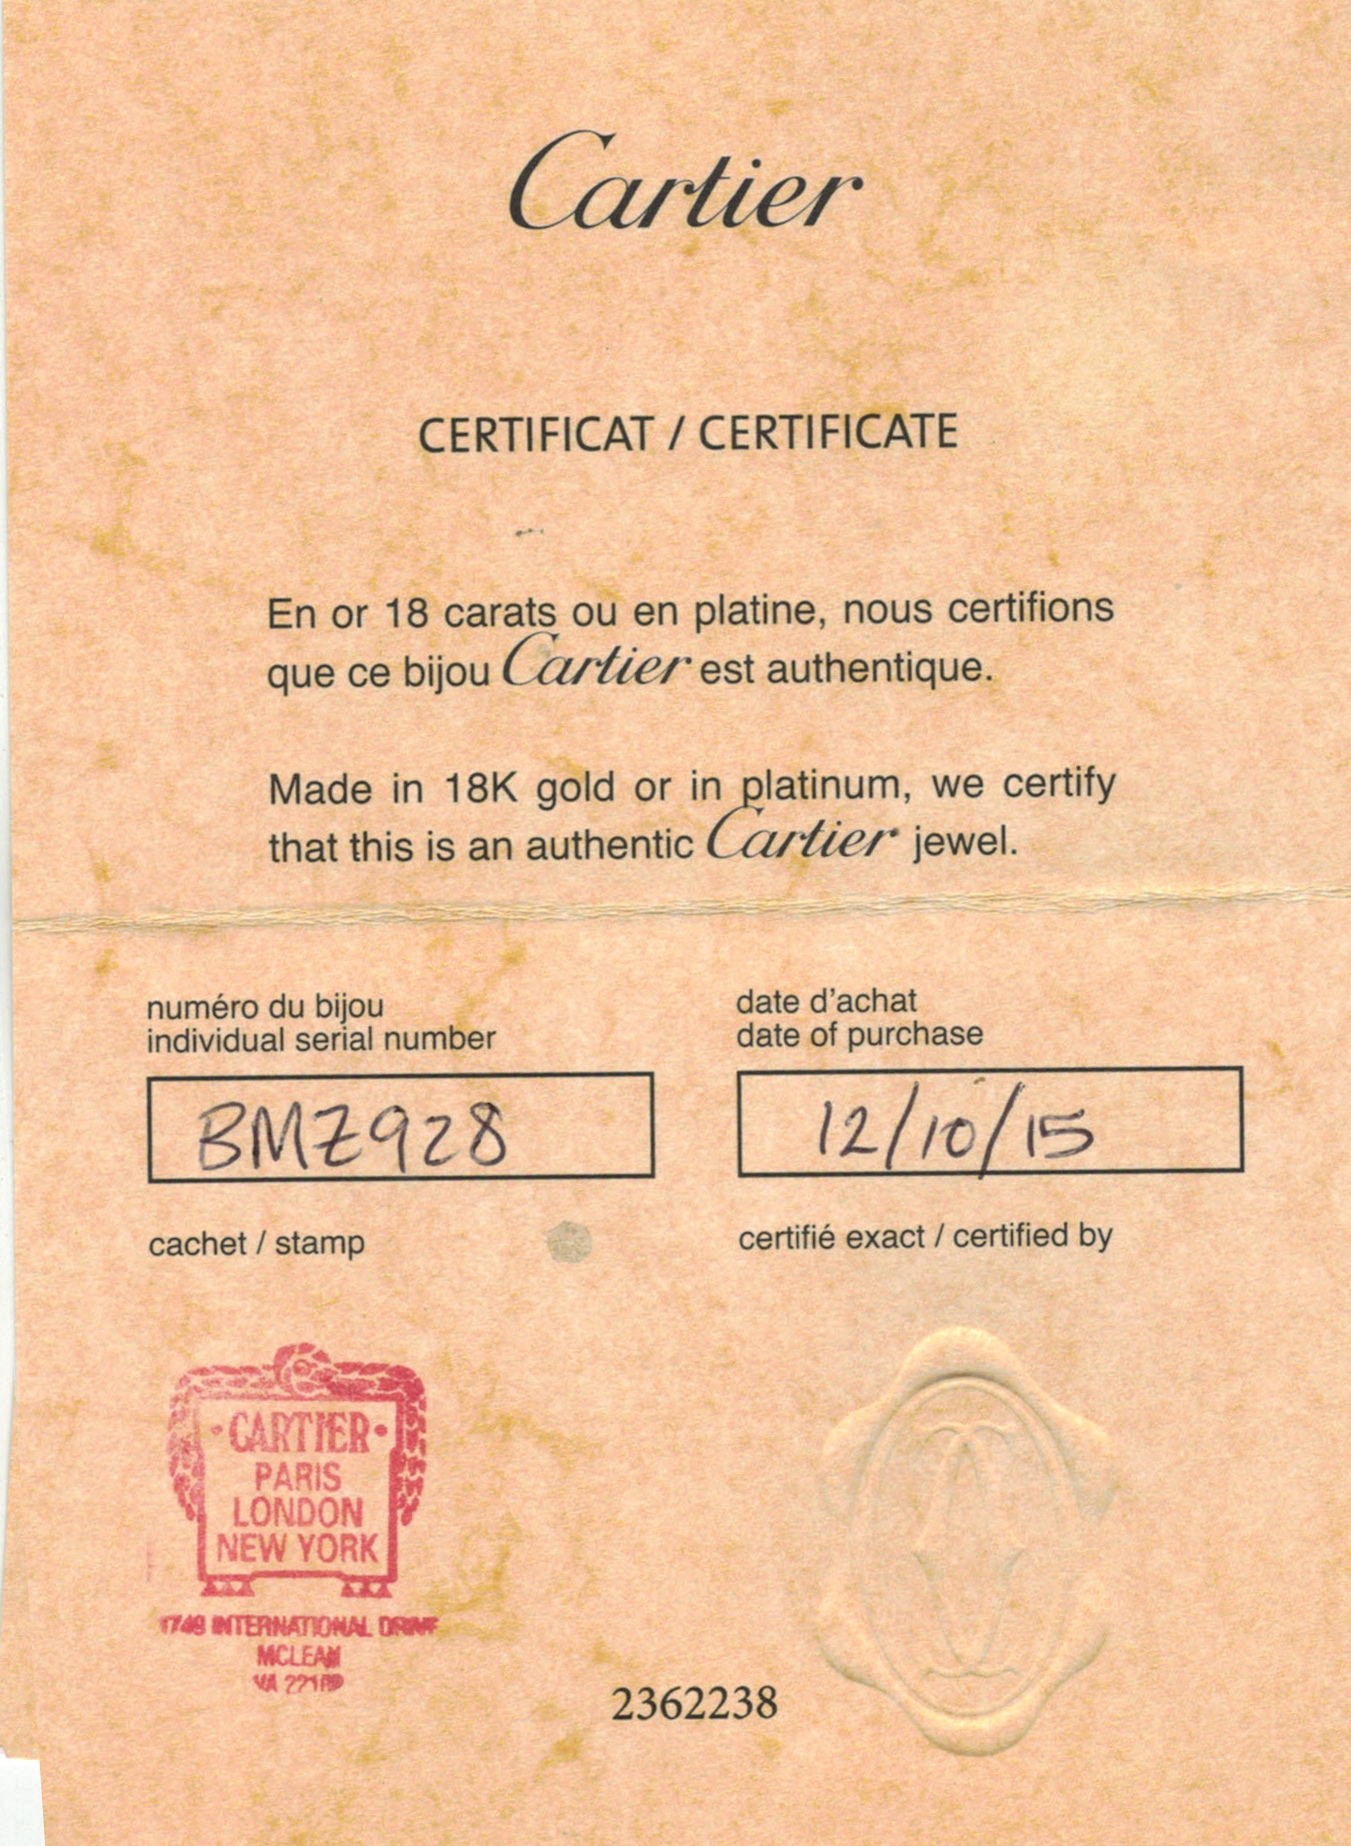 Cartier
CERTIFICAT / CERTIFICATE
En or 18 carats ou en platine, nous certifions
que ce bijou Cartier est authentique.
Made in 18K gold or in platinum, we certify
that this is an authentic Cartier jewel.
numéro du bijou
individual serial number
BMZ928
date d'achat
date of purchase
12/10/15
cachet / stamp
certifié exact / certified by
·CARTIER·
PARIS
LONDON
NEW YORK
INTERNATIONAL DRIVE
MCLEAN
VA
2362238